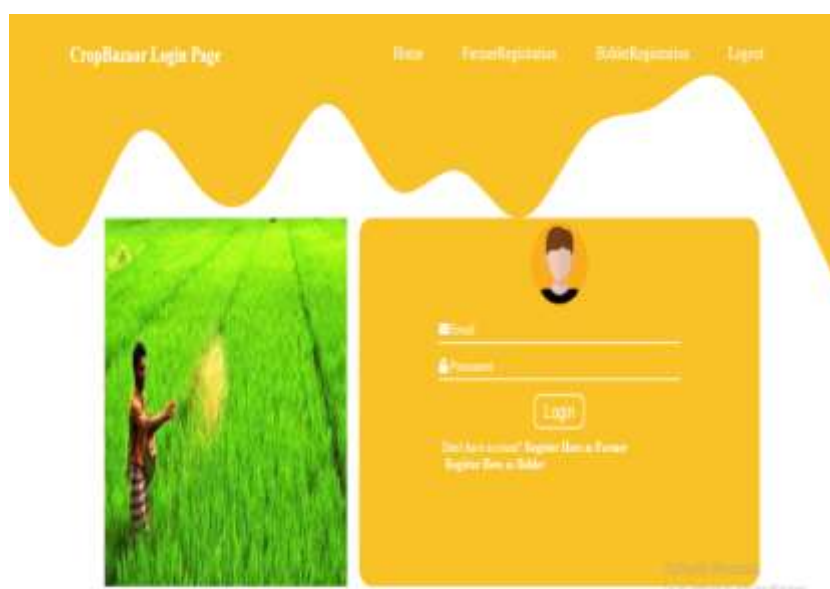 CropBazaar Login Page
Home FarmerRegistration BidderRegistration Logout
Email
Password
Login
Don't have account? Register Here as Farmer
Register Here as Bidder